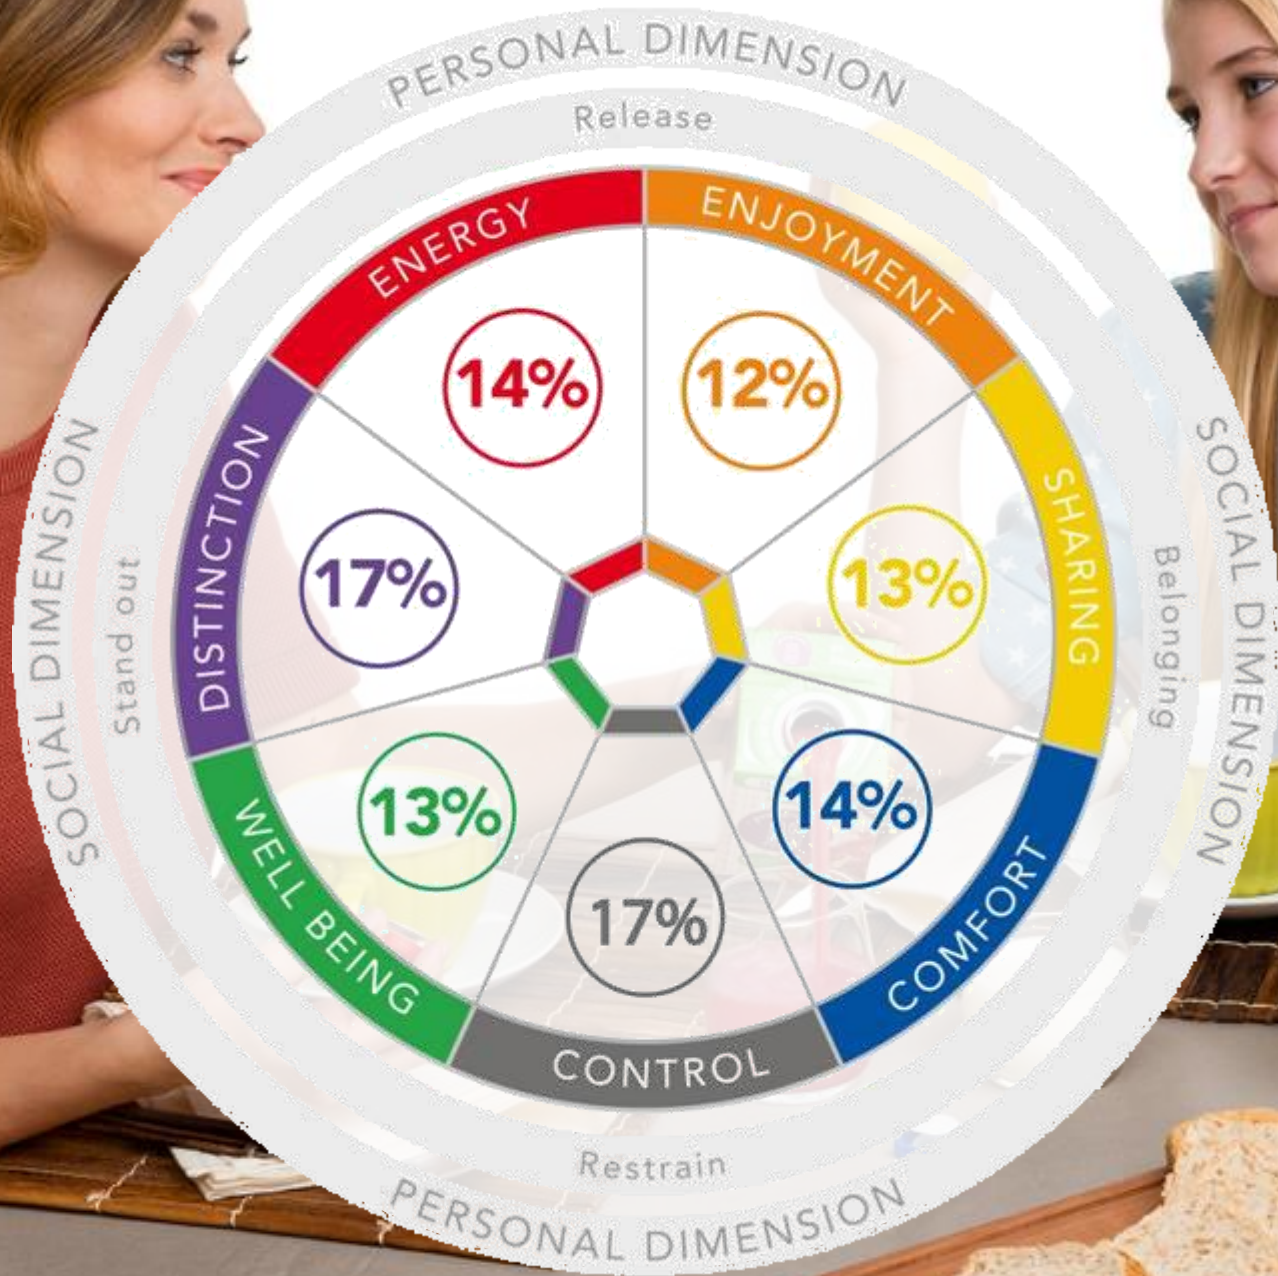 PERSONAL DIMENSION
Release
ENERGY
ENJOYMENT
14%
12%
DISTINCTION
SHARING
17%
13%
SOCIAL DIMENSION
Stand out
Belonging
SOCIAL DIMENSION
WELL BEING
COMFORT
13%
14%
17%
CONTROL
Restrain
PERSONAL DIMENSION